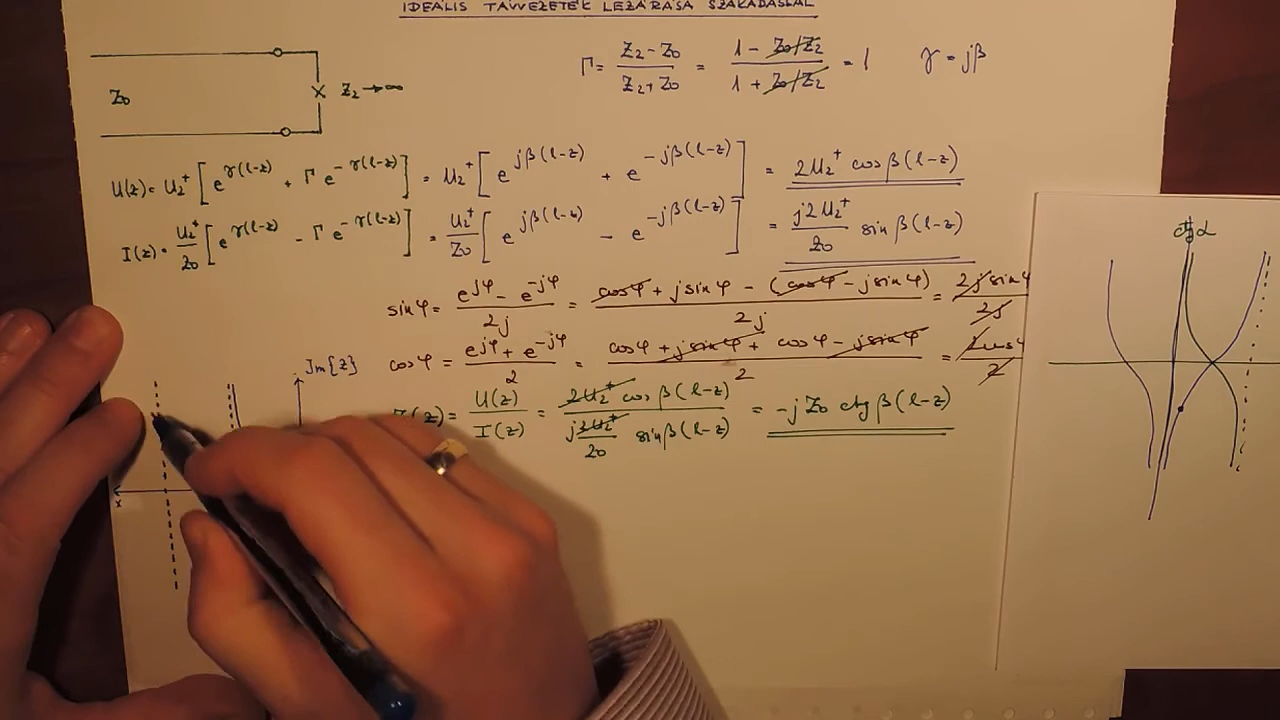 IDEÁLIS TÁVVEZETÉK LEZÁRÁSA SZAKADÁSSAL
Z₀ Z₂→∞
Γ = (Z₂ - Z₀)/(Z₂ + Z₀) = (1 - Z₀/Z₂)/(1 + Z₀/Z₂) = 1 γ = jβ
U(z) = U₂⁺ [e^γ(l-z) + Γ e^-γ(l-z)] = U₂⁺ [e^jβ(l-z) + e^-jβ(l-z)] = 2U₂⁺ cos β(l-z)
I(z) = U₂⁺/Z₀ [e^γ(l-z) - Γ e^-γ(l-z)] = U₂⁺/Z₀ [e^jβ(l-z) - e^-jβ(l-z)] = j2U₂⁺/Z₀ sin β(l-z)
sin φ = (e^jφ - e^-jφ)/2j = (cos φ + j sin φ - (cos φ - j sin φ))/2j = 2j sin φ/2j
cos φ = (e^jφ + e^-jφ)/2 = (cos φ + j sin φ + cos φ - j sin φ)/2 = 2 cos φ/2
Z(z) = U(z)/I(z) = 2U₂⁺ cos β(l-z)/(j2U₂⁺/Z₀ sin β(l-z)) = -j Z₀ ctg β(l-z)
Jm{z}
x
ctg α